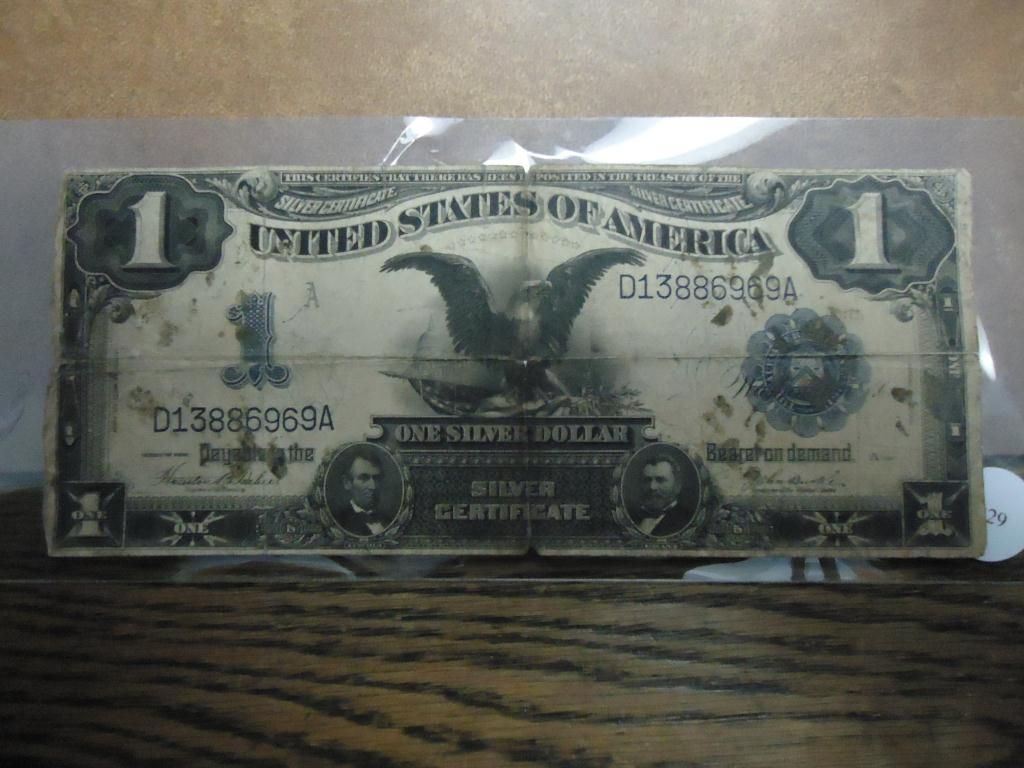 THIS CERTIFIES THAT THERE HAS BEEN DEPOSITED IN THE TREASURY OF THE
SILVER CERTIFICATE SILVER CERTIFICATE
1 UNITED STATES OF AMERICA 1
A
D13886969A
1
D13886969A
ONE SILVER DOLLAR
Payable to the Bearer on demand
SILVER
CERTIFICATE
ONE ONE ONE ONE
29